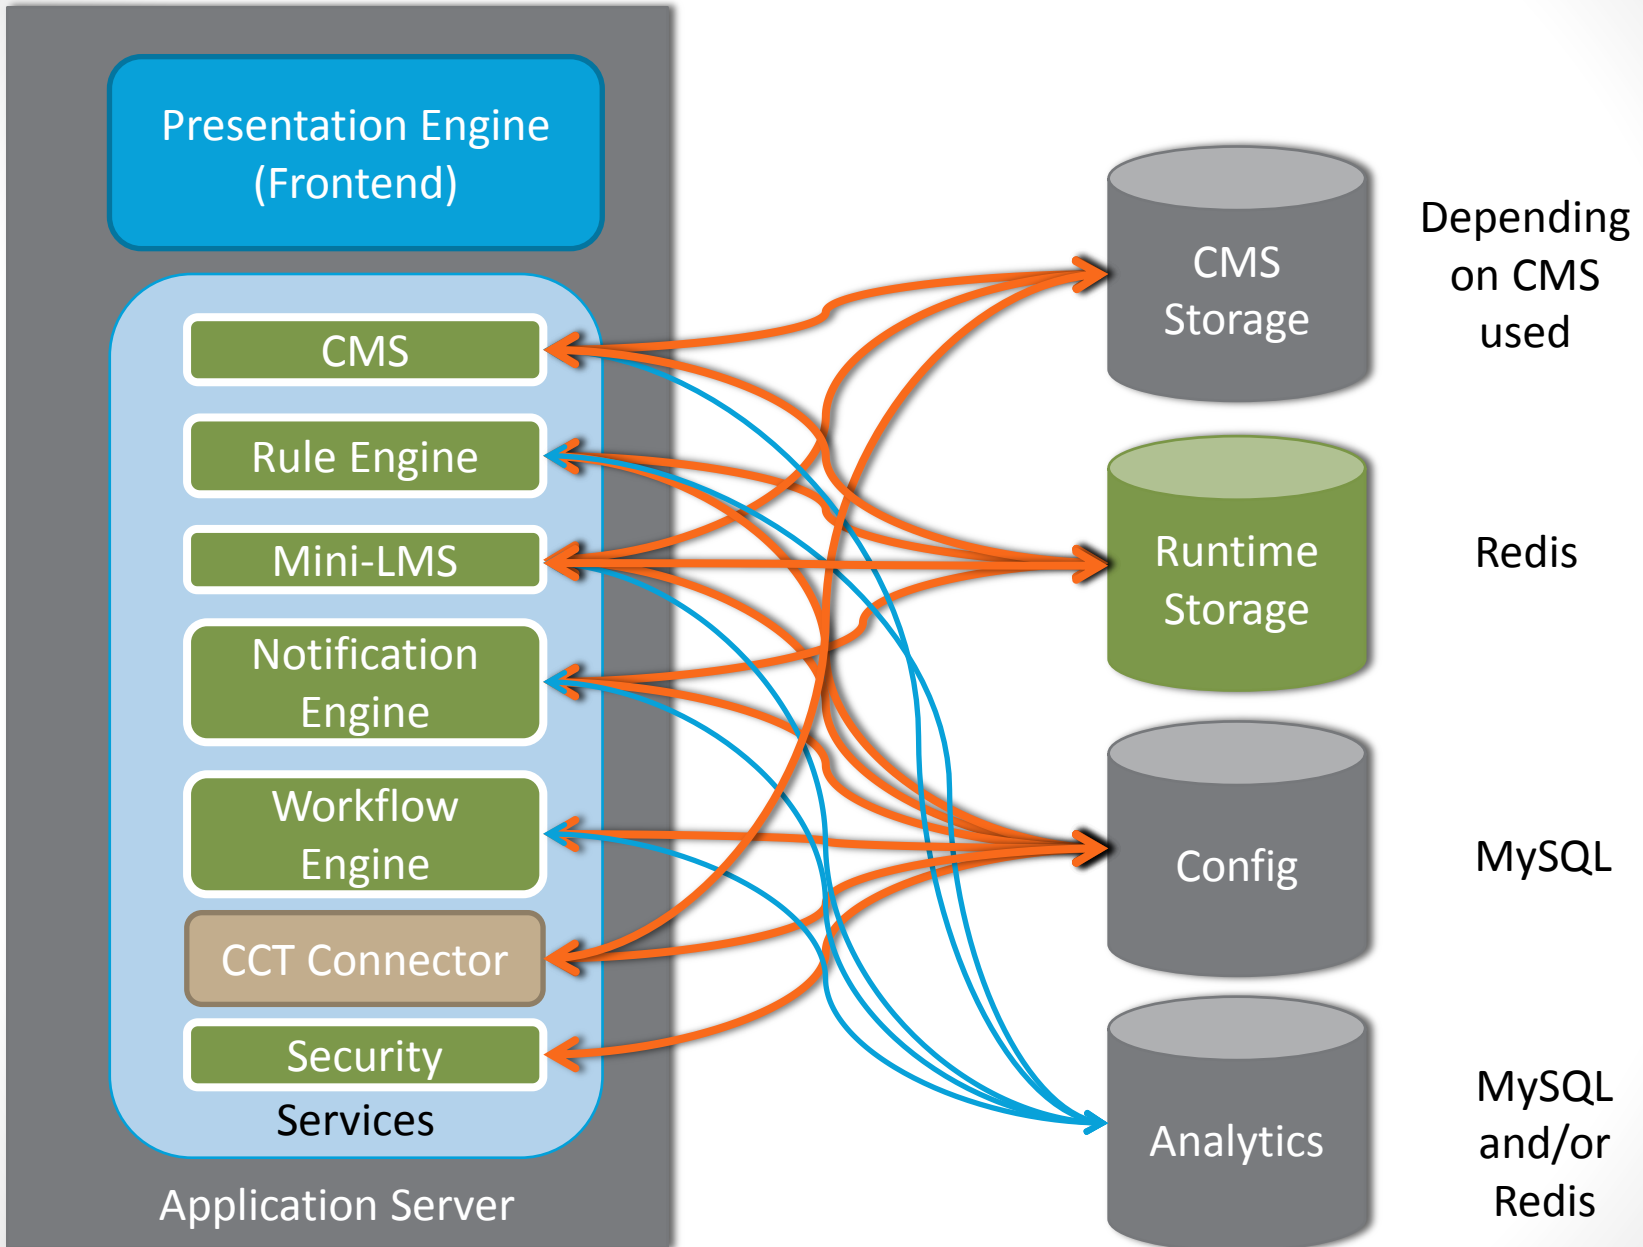 Presentation Engine
(Frontend)
CMS
Rule Engine
Mini-LMS
Notification
Engine
Workflow
Engine
CCT Connector
Security
Services
Application Server
CMS
Storage
Depending
on CMS
used
Runtime
Storage
Redis
Config
MySQL
Analytics
MySQL
and/or
Redis